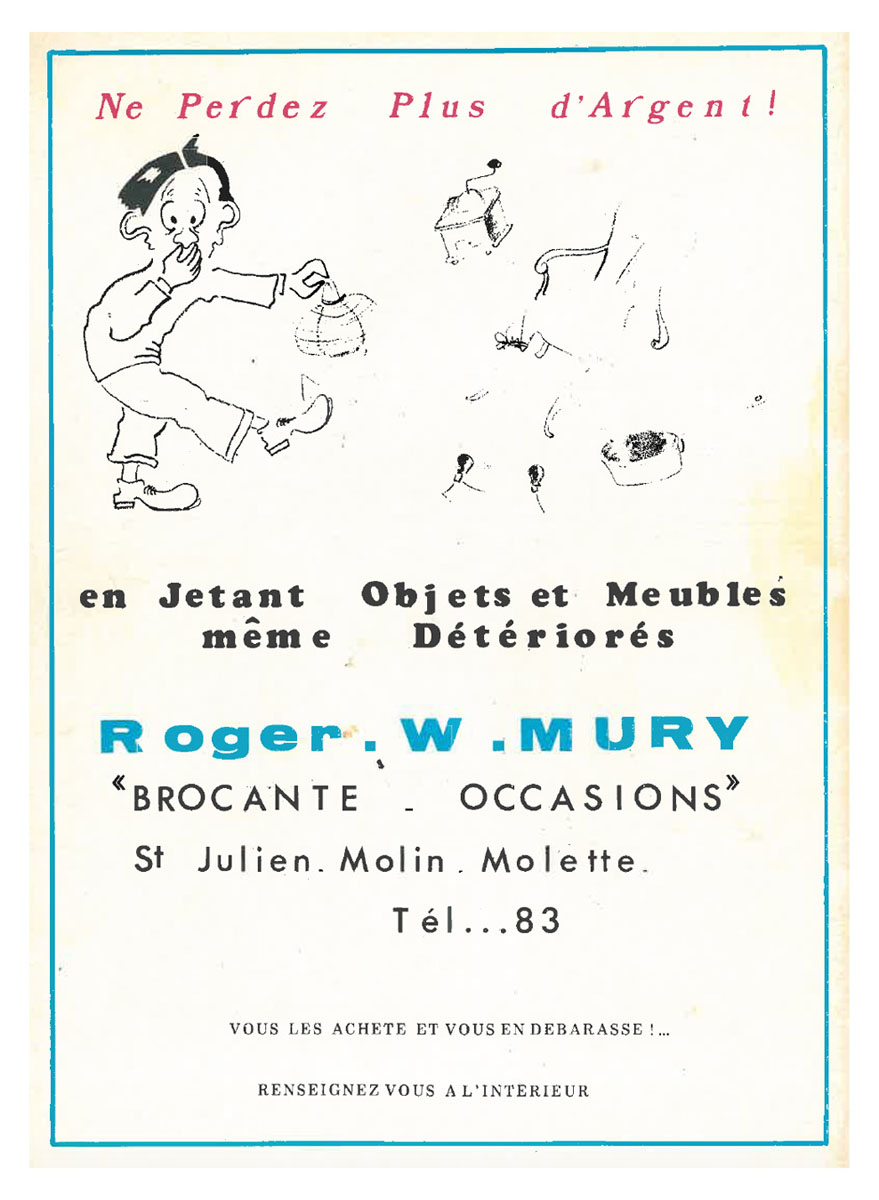 Ne Perdez Plus d'Argent!
en Jetant Objets et Meubles
même Détériorés
Roger.W.MURY
«BROCANTE - OCCASIONS»
St Julien. Molin. Molette.
Tél...83
VOUS LES ACHETE ET VOUS EN DEBARASSE !...
RENSEIGNEZ VOUS A L'INTERIEUR